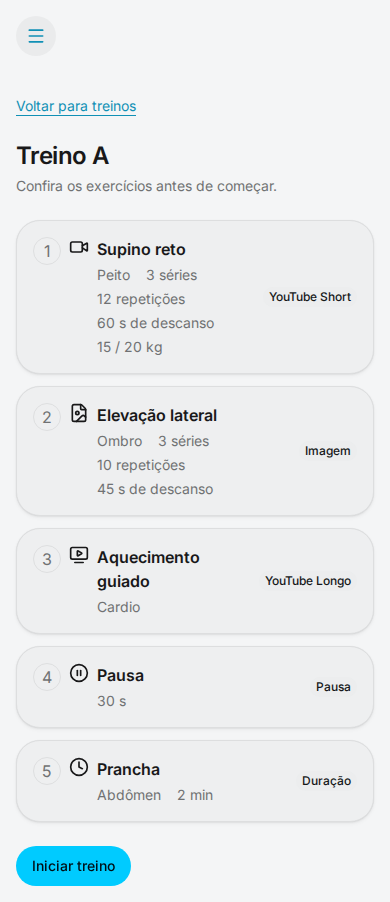 Voltar para treinos
Treino A
Confira os exercícios antes de começar.
1
Supino reto
Peito 3 séries
12 repetições
60 s de descanso
15 / 20 kg
YouTube Short
2
Elevação lateral
Ombro 3 séries
10 repetições
45 s de descanso
Imagem
3
Aquecimento
guiado
Cardio
YouTube Longo
4
Pausa
30 s
Pausa
5
Prancha
Abdômen 2 min
Duração
Iniciar treino